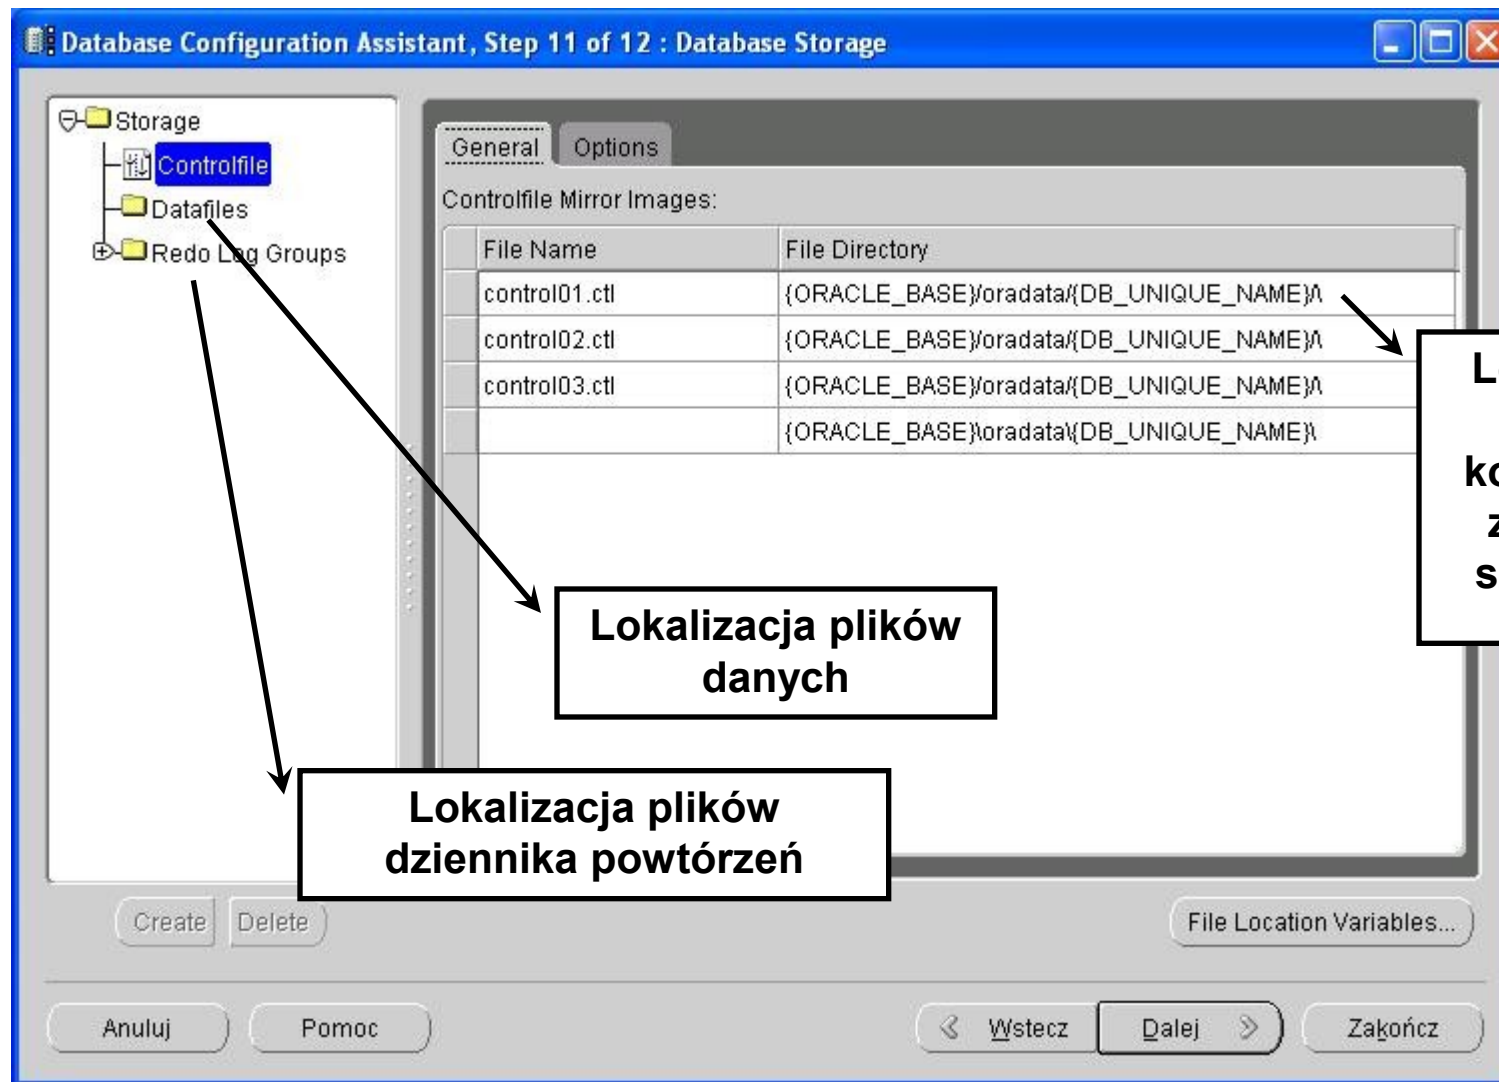 Database Configuration Assistant, Step 11 of 12 : Database Storage
Storage
Controlfile
Datafiles
Redo Log Groups
General Options
Controlfile Mirror Images:
File Name File Directory
control01.ctl {ORACLE_BASE}/oradata/{DB_UNIQUE_NAME}/\
control02.ctl {ORACLE_BASE}/oradata/{DB_UNIQUE_NAME}/\
control03.ctl {ORACLE_BASE}/oradata/{DB_UNIQUE_NAME}/\
{ORACLE_BASE}\oradata\{DB_UNIQUE_NAME}\
Lokalizacja plików
danych
Lokalizacja plików
dziennika powtórzeń
Create Delete
File Location Variables...
Anuluj Pomoc Wstecz Dalej Zakończ